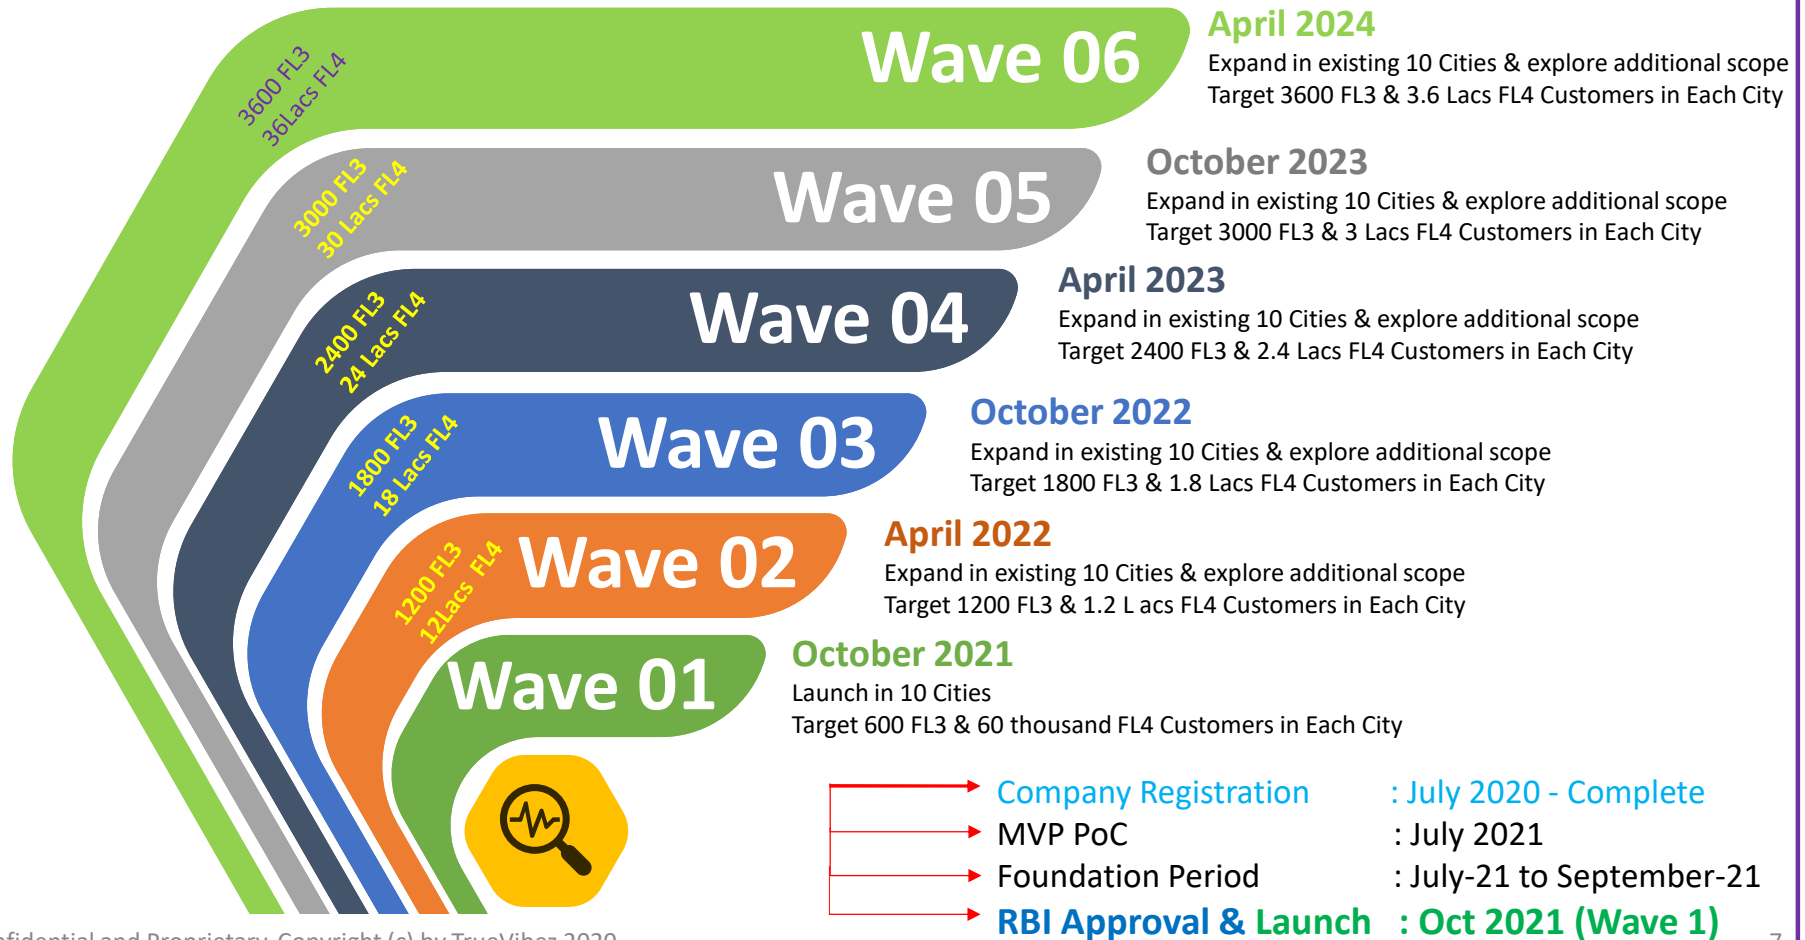 Wave 06
3600 FL3
36Lacs FL4
April 2024
Expand in existing 10 Cities & explore additional scope
Target 3600 FL3 & 3.6 Lacs FL4 Customers in Each City
Wave 05
3000 FL3
30 Lacs FL4
October 2023
Expand in existing 10 Cities & explore additional scope
Target 3000 FL3 & 3 Lacs FL4 Customers in Each City
Wave 04
2400 FL3
24 Lacs FL4
April 2023
Expand in existing 10 Cities & explore additional scope
Target 2400 FL3 & 2.4 Lacs FL4 Customers in Each City
Wave 03
1800 FL3
18 Lacs FL4
October 2022
Expand in existing 10 Cities & explore additional scope
Target 1800 FL3 & 1.8 Lacs FL4 Customers in Each City
Wave 02
1200 FL3
12Lacs FL4
April 2022
Expand in existing 10 Cities & explore additional scope
Target 1200 FL3 & 1.2 L acs FL4 Customers in Each City
Wave 01
October 2021
Launch in 10 Cities
Target 600 FL3 & 60 thousand FL4 Customers in Each City
Company Registration : July 2020 - Complete
MVP PoC : July 2021
Foundation Period : July-21 to September-21
RBI Approval & Launch : Oct 2021 (Wave 1)
and Proprietary. Copyright (c) by TrueVibez 2020